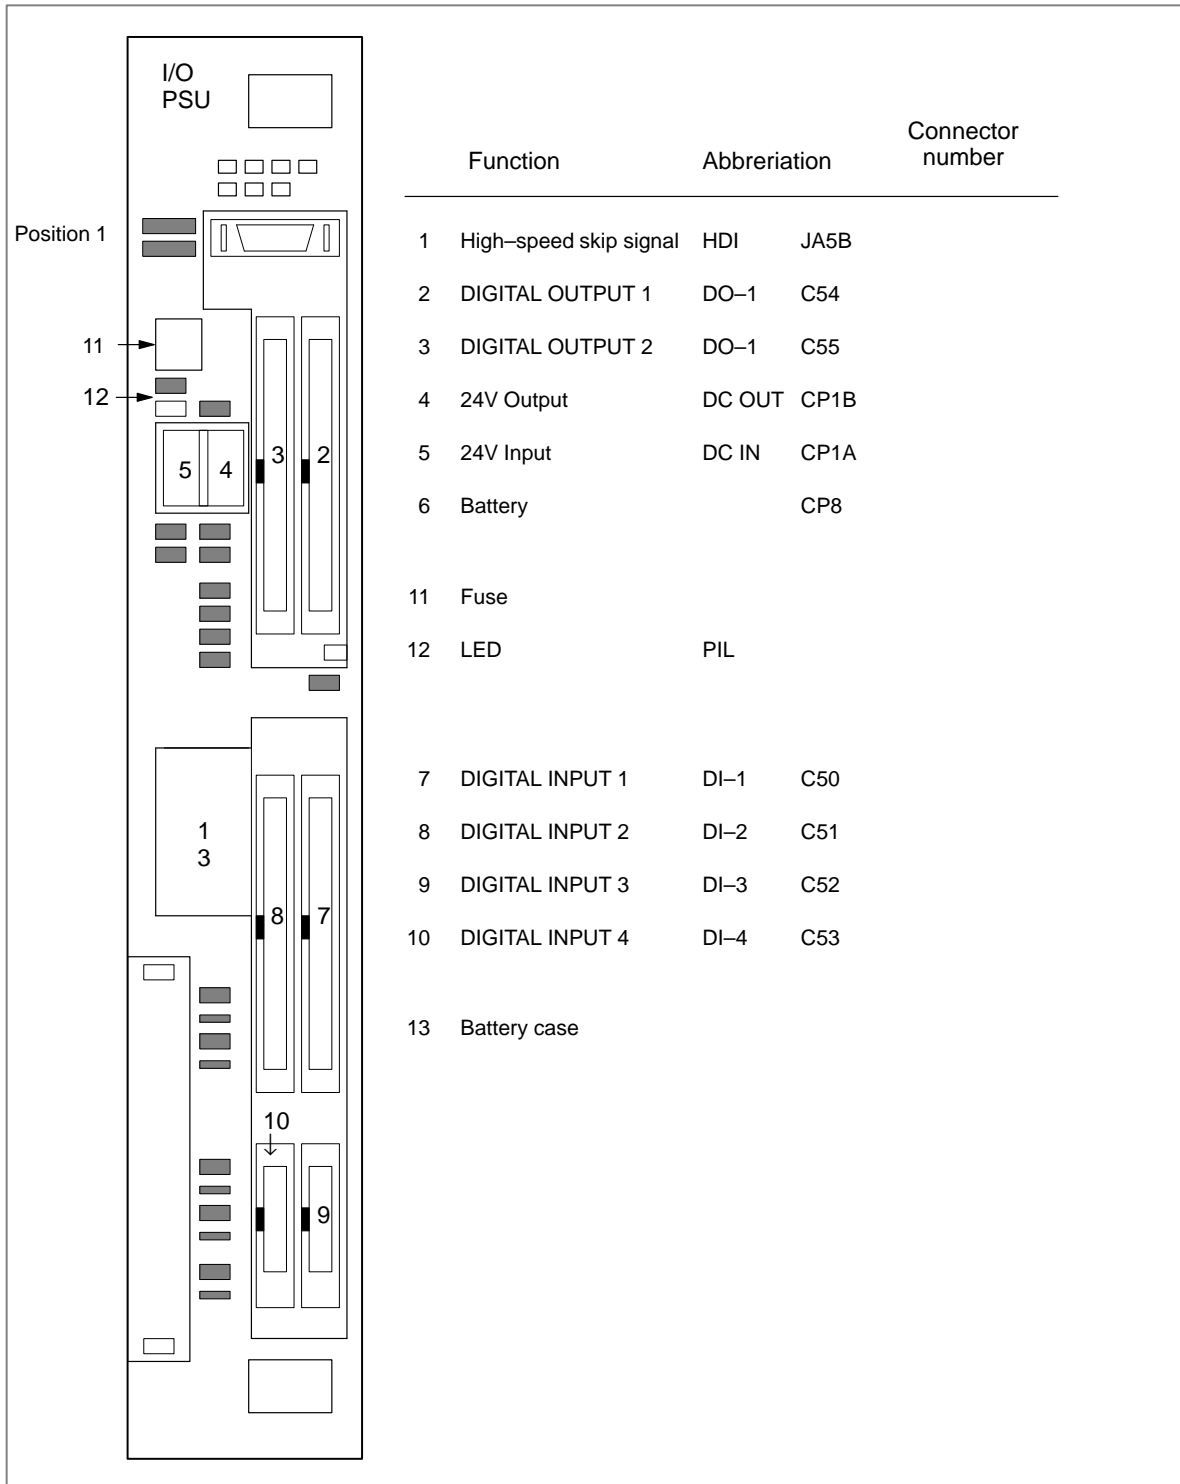 I/O
PSU
Position 1
11
12
5
4
3
2
1
3
8
7
10
9
Connector
Function Abbreriation number
1 High–speed skip signal HDI JA5B
2 DIGITAL OUTPUT 1 DO–1 C54
3 DIGITAL OUTPUT 2 DO–1 C55
4 24V Output DC OUT CP1B
5 24V Input DC IN CP1A
6 Battery CP8
11 Fuse
12 LED PIL
7 DIGITAL INPUT 1 DI–1 C50
8 DIGITAL INPUT 2 DI–2 C51
9 DIGITAL INPUT 3 DI–3 C52
10 DIGITAL INPUT 4 DI–4 C53
13 Battery case